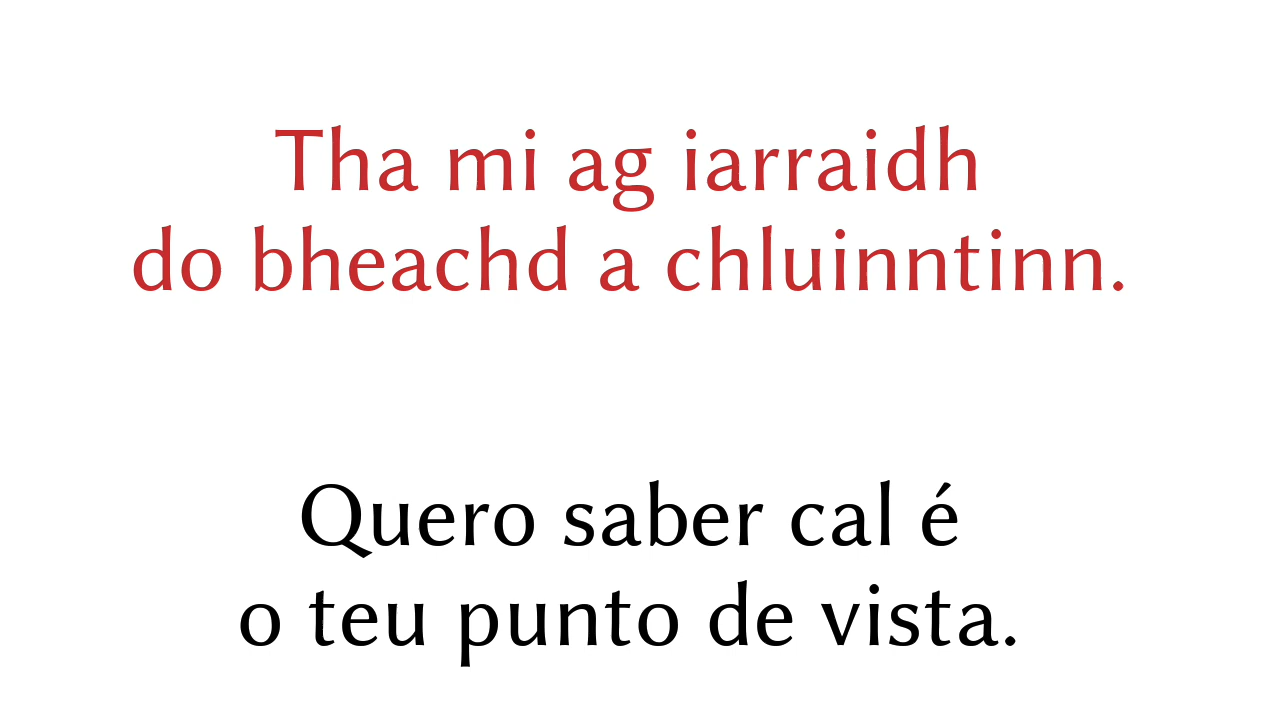 Tha mi ag iarraidh
do bheachd a chluinntinn.
Quero saber cal é
o teu punto de vista.